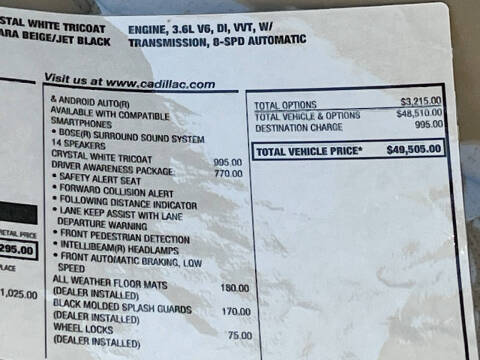 STAL WHITE TRICOAT
ARA BEIGE/JET BLACK
ENGINE, 3.6L V6, DI, VVT, W/
TRANSMISSION, 8-SPD AUTOMATIC
Visit us at www.cadillac.com
& ANDROID AUTO(R)
AVAILABLE WITH COMPATIBLE
SMARTPHONES
• BOSE(R) SURROUND SOUND SYSTEM
14 SPEAKERS
CRYSTAL WHITE TRICOAT 995.00
DRIVER AWARENESS PACKAGE: 770.00
• SAFETY ALERT SEAT
• FORWARD COLLISION ALERT
• FOLLOWING DISTANCE INDICATOR
• LANE KEEP ASSIST WITH LANE
DEPARTURE WARNING
• FRONT PEDESTRIAN DETECTION
• INTELLIBEAM(R) HEADLAMPS
• FRONT AUTOMATIC BRAKING, LOW
SPEED
ALL WEATHER FLOOR MATS 180.00
(DEALER INSTALLED)
BLACK MOLDED SPLASH GUARDS 170.00
(DEALER INSTALLED)
WHEEL LOCKS 75.00
(DEALER INSTALLED)
TOTAL OPTIONS $3,215.00
TOTAL VEHICLE & OPTIONS $48,510.00
DESTINATION CHARGE 995.00
TOTAL VEHICLE PRICE* $49,505.00
RETAIL PRICE
295.00
PLACE
1,025.00